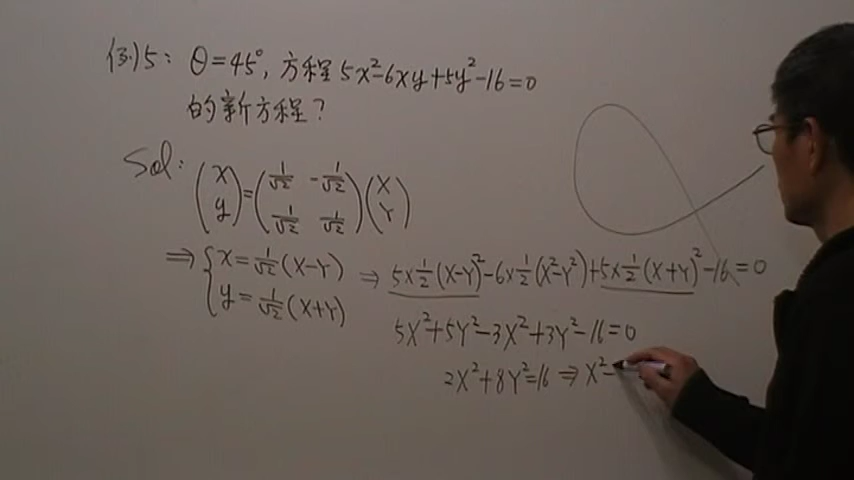 例5: θ=45°, 方程 5x²-6xy+5y²-16=0
的新方程?
Sol:
(x y) = (1/√2 -1/√2 1/√2 1/√2)(X Y)
⇒ { x = 1/√2 (X-Y) ⇒ 5×1/2(X-Y)²-6×1/2(X²-Y²)+5×1/2(X+Y)²-16=0
y = 1/√2 (X+Y)
5X²+5Y²-3X²+3Y²-16=0
2X²+8Y²=16 ⇒ X²-